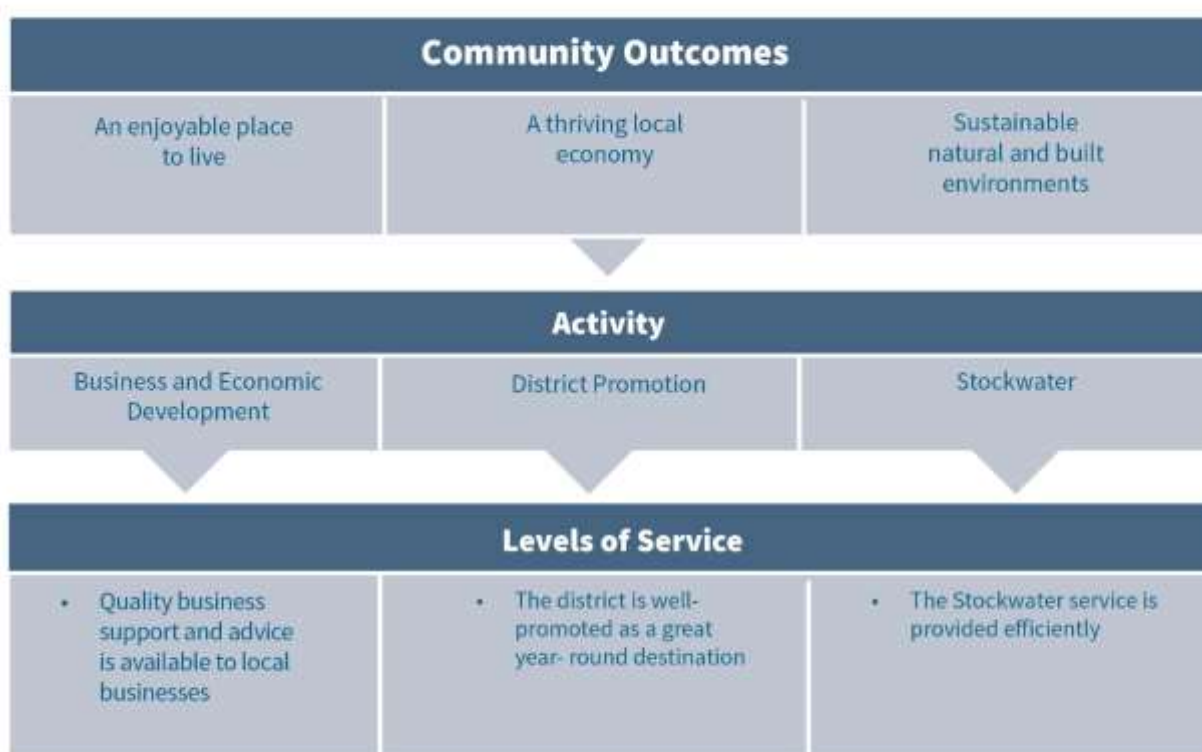 Community Outcomes
An enjoyable place
to live
A thriving local
economy
Sustainable
natural and built
environments
Activity
Business and Economic
Development
District Promotion
Stockwater
Levels of Service
• Quality business
support and advice
is available to local
businesses
• The district is well-
promoted as a great
year- round destination
• The Stockwater service is
provided efficiently